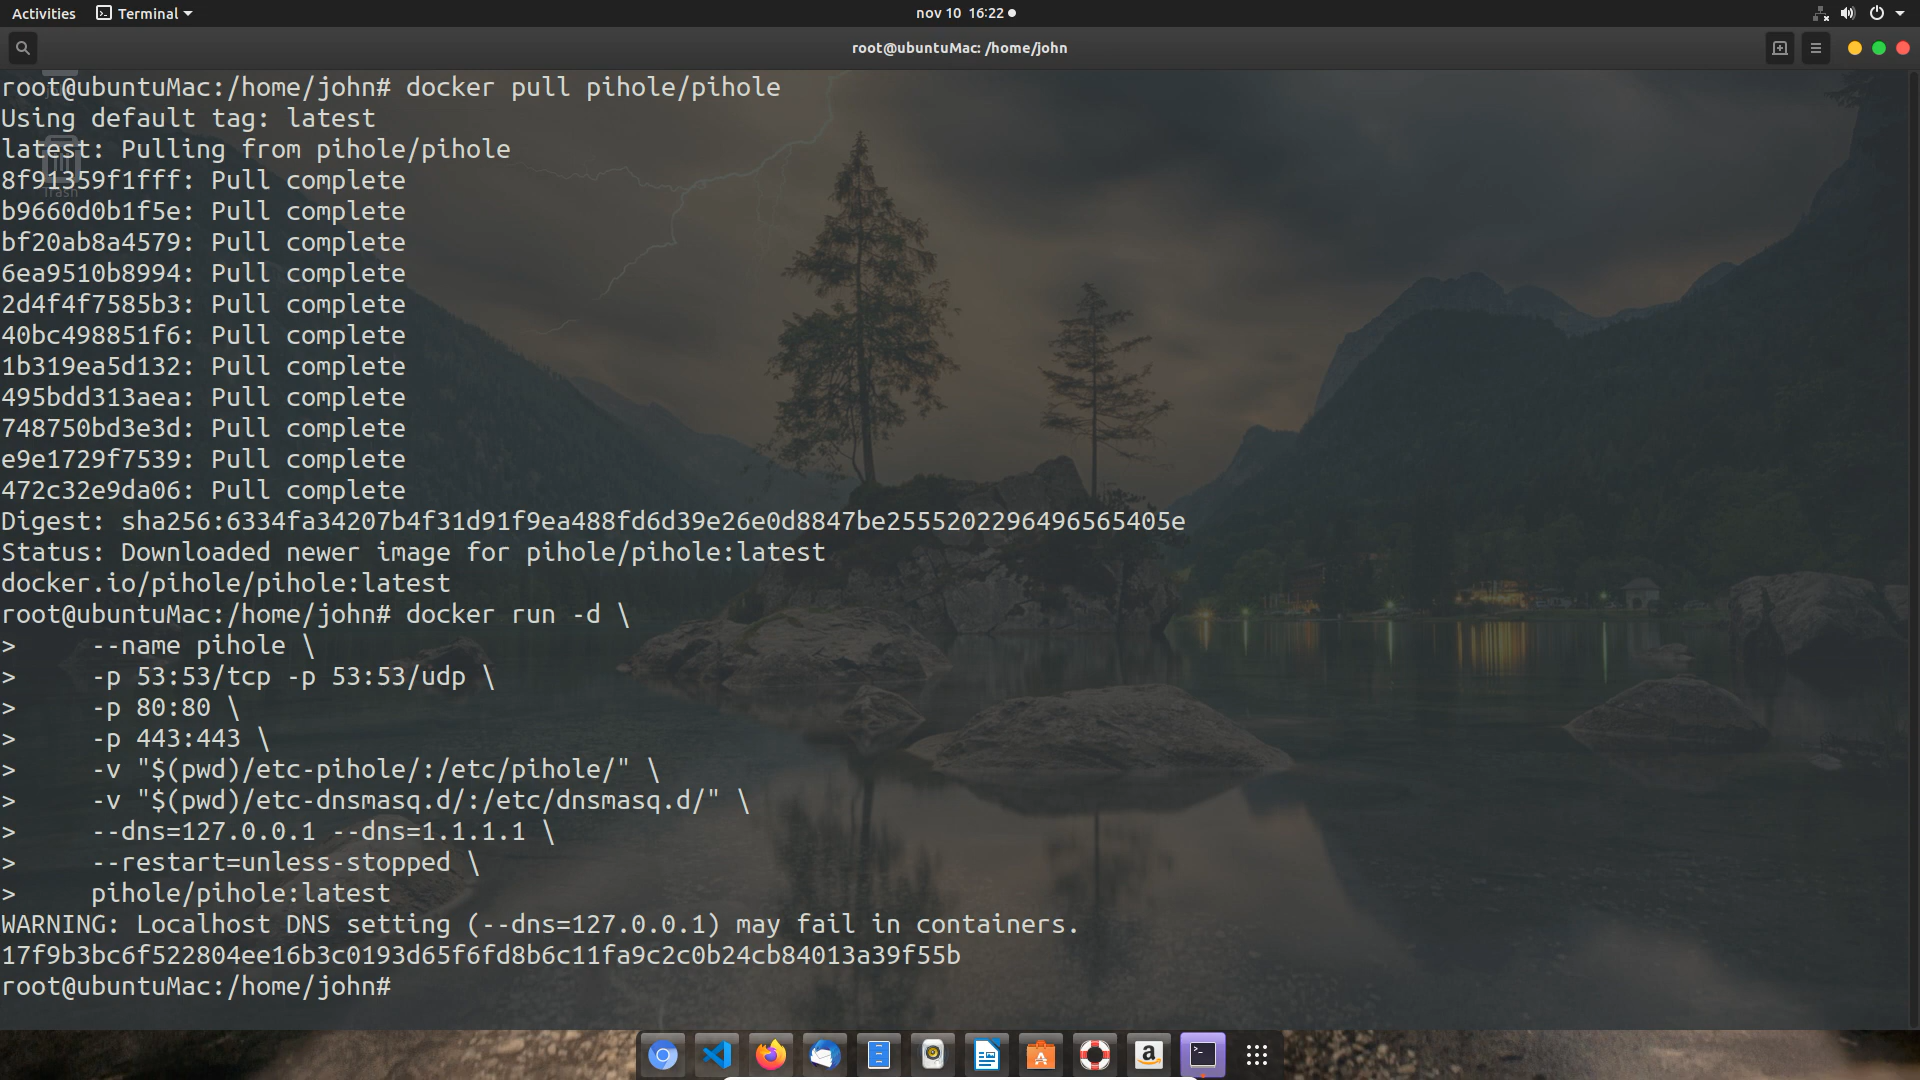 Activities
Terminal
nov 10 16:22
root@ubuntuMac: /home/john
root@ubuntuMac:/home/john# docker pull pihole/pihole
Using default tag: latest
latest: Pulling from pihole/pihole
8f91359f1fff: Pull complete
Trash
b9660d0b1f5e: Pull complete
bf20ab8a4579: Pull complete
6ea9510b8994: Pull complete
2d4f4f7585b3: Pull complete
40bc498851f6: Pull complete
1b319ea5d132: Pull complete
495bdd313aea: Pull complete
748750bd3e3d: Pull complete
e9e1729f7539: Pull complete
472c32e9da06: Pull complete
Digest: sha256:6334fa34207b4f31d91f9ea488fd6d39e26e0d8847be2555202296496565405e
Status: Downloaded newer image for pihole/pihole:latest
docker.io/pihole/pihole:latest
root@ubuntuMac:/home/john# docker run -d \
>     --name pihole \
>     -p 53:53/tcp -p 53:53/udp \
>     -p 80:80 \
>     -p 443:443 \
>     -v "$(pwd)/etc-pihole/:/etc/pihole/" \
>     -v "$(pwd)/etc-dnsmasq.d/:/etc/dnsmasq.d/" \
>     --dns=127.0.0.1 --dns=1.1.1.1 \
>     --restart=unless-stopped \
>     pihole/pihole:latest
WARNING: Localhost DNS setting (--dns=127.0.0.1) may fail in containers.
17f9b3bc6f522804ee16b3c0193d65f6fd8b6c11fa9c2c0b24cb84013a39f55b
root@ubuntuMac:/home/john#